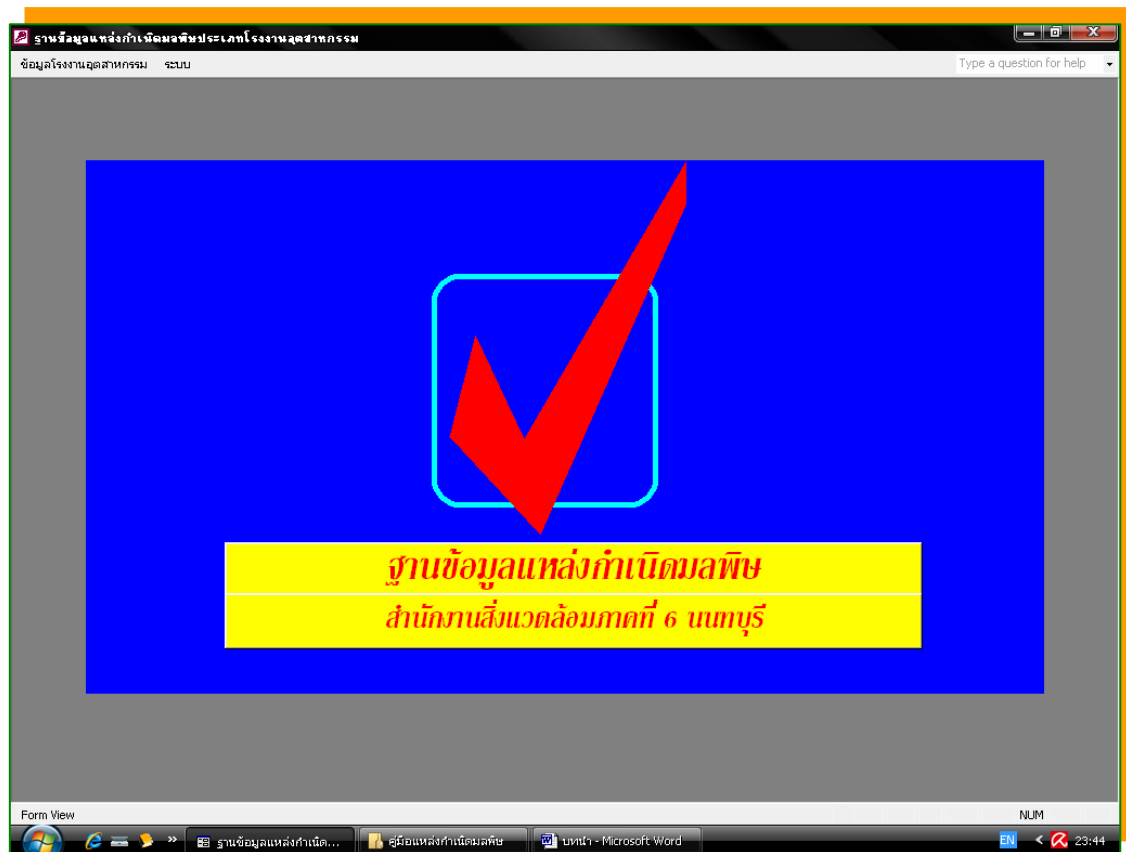 ฐานข้อมูลแหล่งกำเนิดมลพิษประเภทโรงงานอุตสาหกรรม
ข้อมูลโรงงานอุตสาหกรรม ระบบ Type a question for help
ฐานข้อมูลแหล่งกำเนิดมลพิษ
สำนักงานสิ่งแวดล้อมภาคที่ 6 นนทบุรี
Form View NUM
ฐานข้อมูลแหล่งกำเนิด... คู่มือแหล่งกำเนิดมลพิษ บทนำ - Microsoft Word EN 23:44